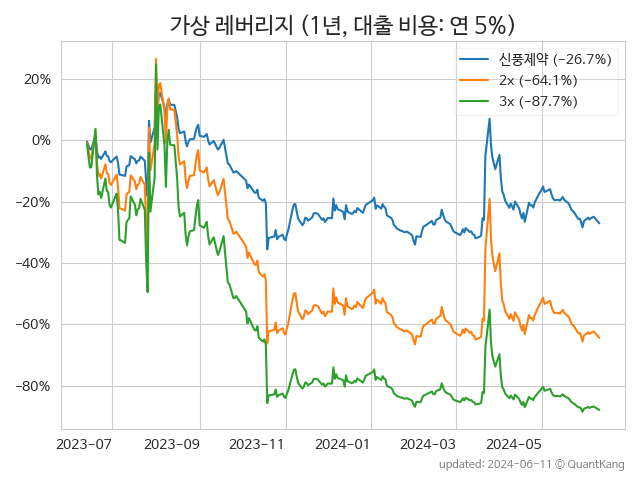 가상 레버리지 (1년, 대출 비용: 연 5%)
신풍제약 (−26.7%)
2x (−64.1%)
3x (−87.7%)
20%
0%
−20%
−40%
−60%
−80%
2023-07 2023-09 2023-11 2024-01 2024-03 2024-05
updated: 2024-06-11 © QuantKang